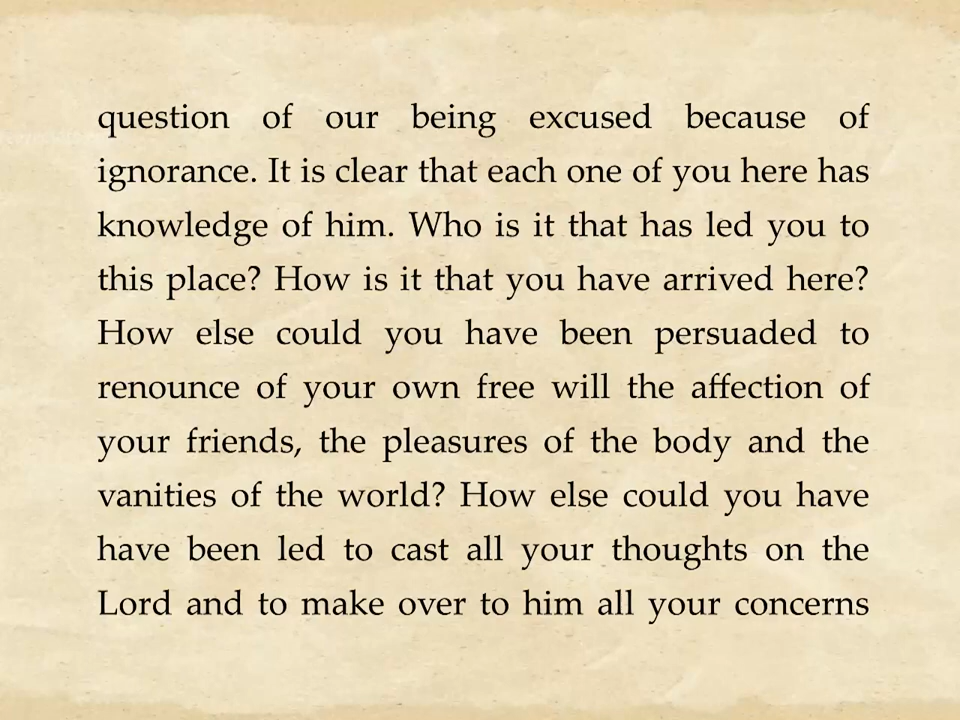 question of our being excused because of
ignorance. It is clear that each one of you here has
knowledge of him. Who is it that has led you to
this place? How is it that you have arrived here?
How else could you have been persuaded to
renounce of your own free will the affection of
your friends, the pleasures of the body and the
vanities of the world? How else could you have
have been led to cast all your thoughts on the
Lord and to make over to him all your concerns